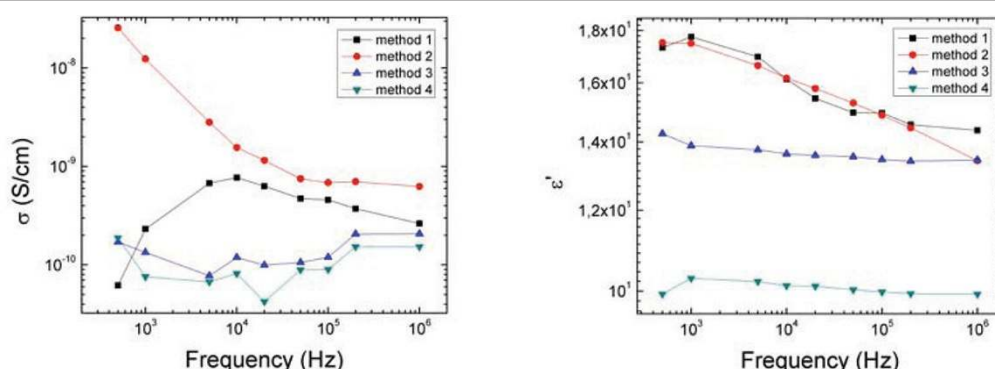 10⁻⁸
10⁻⁹
10⁻¹⁰
σ (S/cm)
method 1
method 2
method 3
method 4
10³
10⁴
10⁵
10⁶
Frequency (Hz)
1,8x10¹
1,6x10¹
1,4x10¹
1,2x10¹
10¹
ε'
method 1
method 2
method 3
method 4
10³
10⁴
10⁵
10⁶
Frequency (Hz)